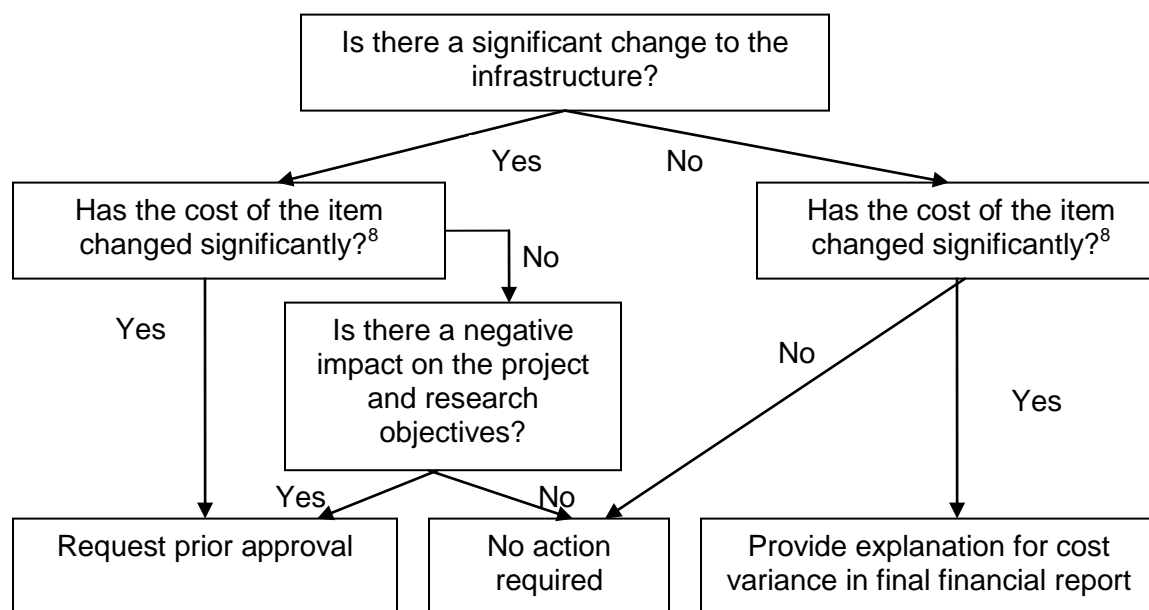 Is there a significant change to the
infrastructure?
Yes
No
Has the cost of the item
changed significantly?8
Has the cost of the item
changed significantly?8
No
Yes
Is there a negative
impact on the project
and research
objectives?
No
Yes
Yes
No
Request prior approval
No action
required
Provide explanation for cost
variance in final financial report